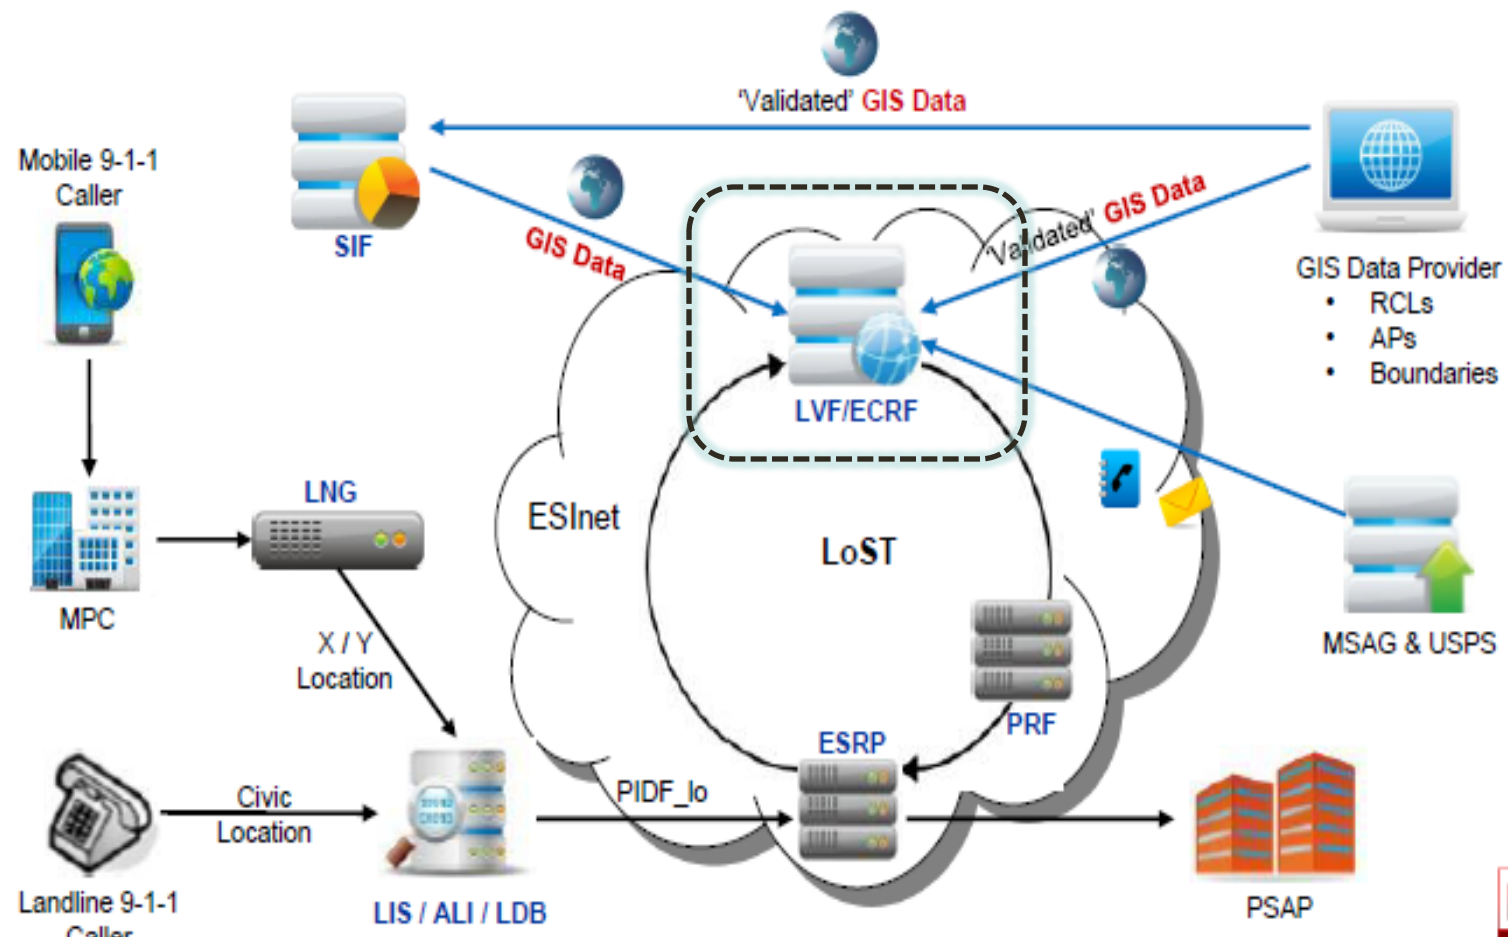 'Validated' GIS Data
Mobile 9-1-1
Caller
SIF
GIS Data
'Validated' GIS Data
GIS Data Provider
• RCLs
• APs
• Boundaries
LVF/ECRF
LNG
ESInet
LoST
MPC
X / Y
Location
MSAG & USPS
PRF
ESRP
PIDF_lo
Civic
Location
Landline 9-1-1
Caller
LIS / ALI / LDB
PSAP